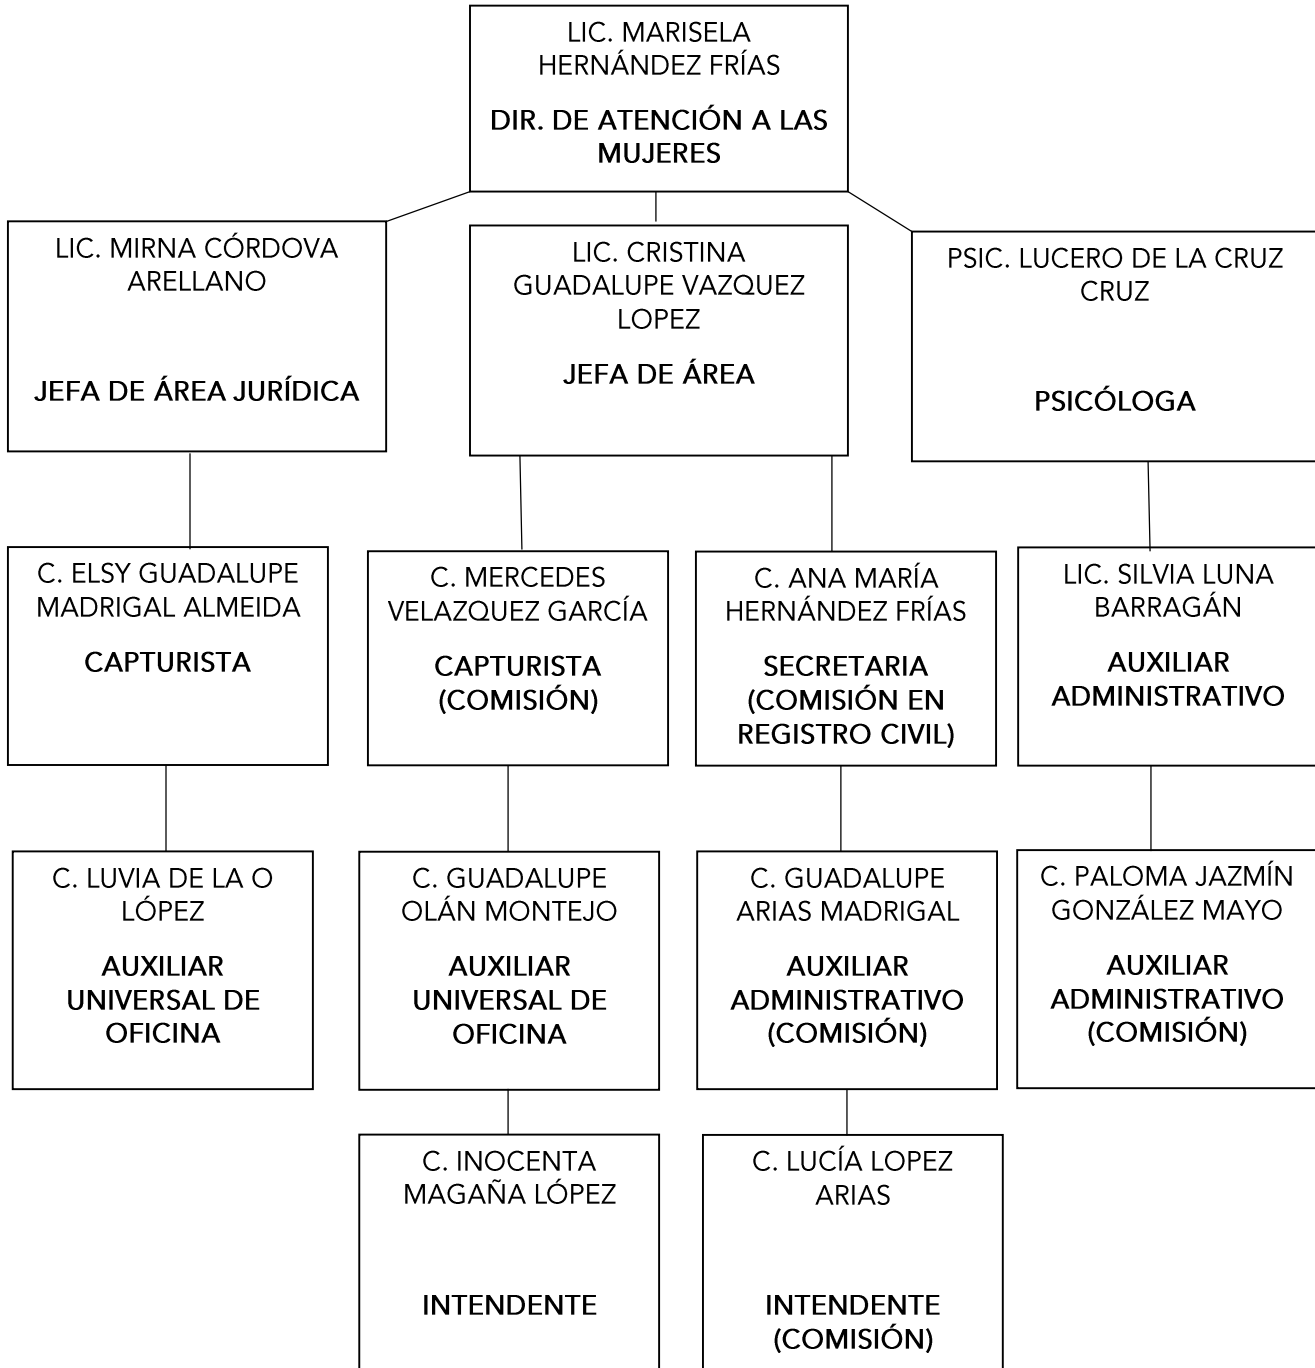 LIC. MARISELA
HERNÁNDEZ FRÍAS
DIR. DE ATENCIÓN A LAS
MUJERES
LIC. MIRNA CÓRDOVA
ARELLANO
JEFA DE ÁREA JURÍDICA
LIC. CRISTINA
GUADALUPE VAZQUEZ
LOPEZ
JEFA DE ÁREA
PSIC. LUCERO DE LA CRUZ
CRUZ
PSICÓLOGA
C. ELSY GUADALUPE
MADRIGAL ALMEIDA
CAPTURISTA
C. MERCEDES
VELAZQUEZ GARCÍA
CAPTURISTA
(COMISIÓN)
C. ANA MARÍA
HERNÁNDEZ FRÍAS
SECRETARIA
(COMISIÓN EN
REGISTRO CIVIL)
LIC. SILVIA LUNA
BARRAGÁN
AUXILIAR
ADMINISTRATIVO
C. LUVIA DE LA O
LÓPEZ
AUXILIAR
UNIVERSAL DE
OFICINA
C. GUADALUPE
OLÁN MONTEJO
AUXILIAR
UNIVERSAL DE
OFICINA
C. GUADALUPE
ARIAS MADRIGAL
AUXILIAR
ADMINISTRATIVO
(COMISIÓN)
C. PALOMA JAZMÍN
GONZÁLEZ MAYO
AUXILIAR
ADMINISTRATIVO
(COMISIÓN)
C. INOCENTA
MAGAÑA LÓPEZ
INTENDENTE
C. LUCÍA LOPEZ
ARIAS
INTENDENTE
(COMISIÓN)